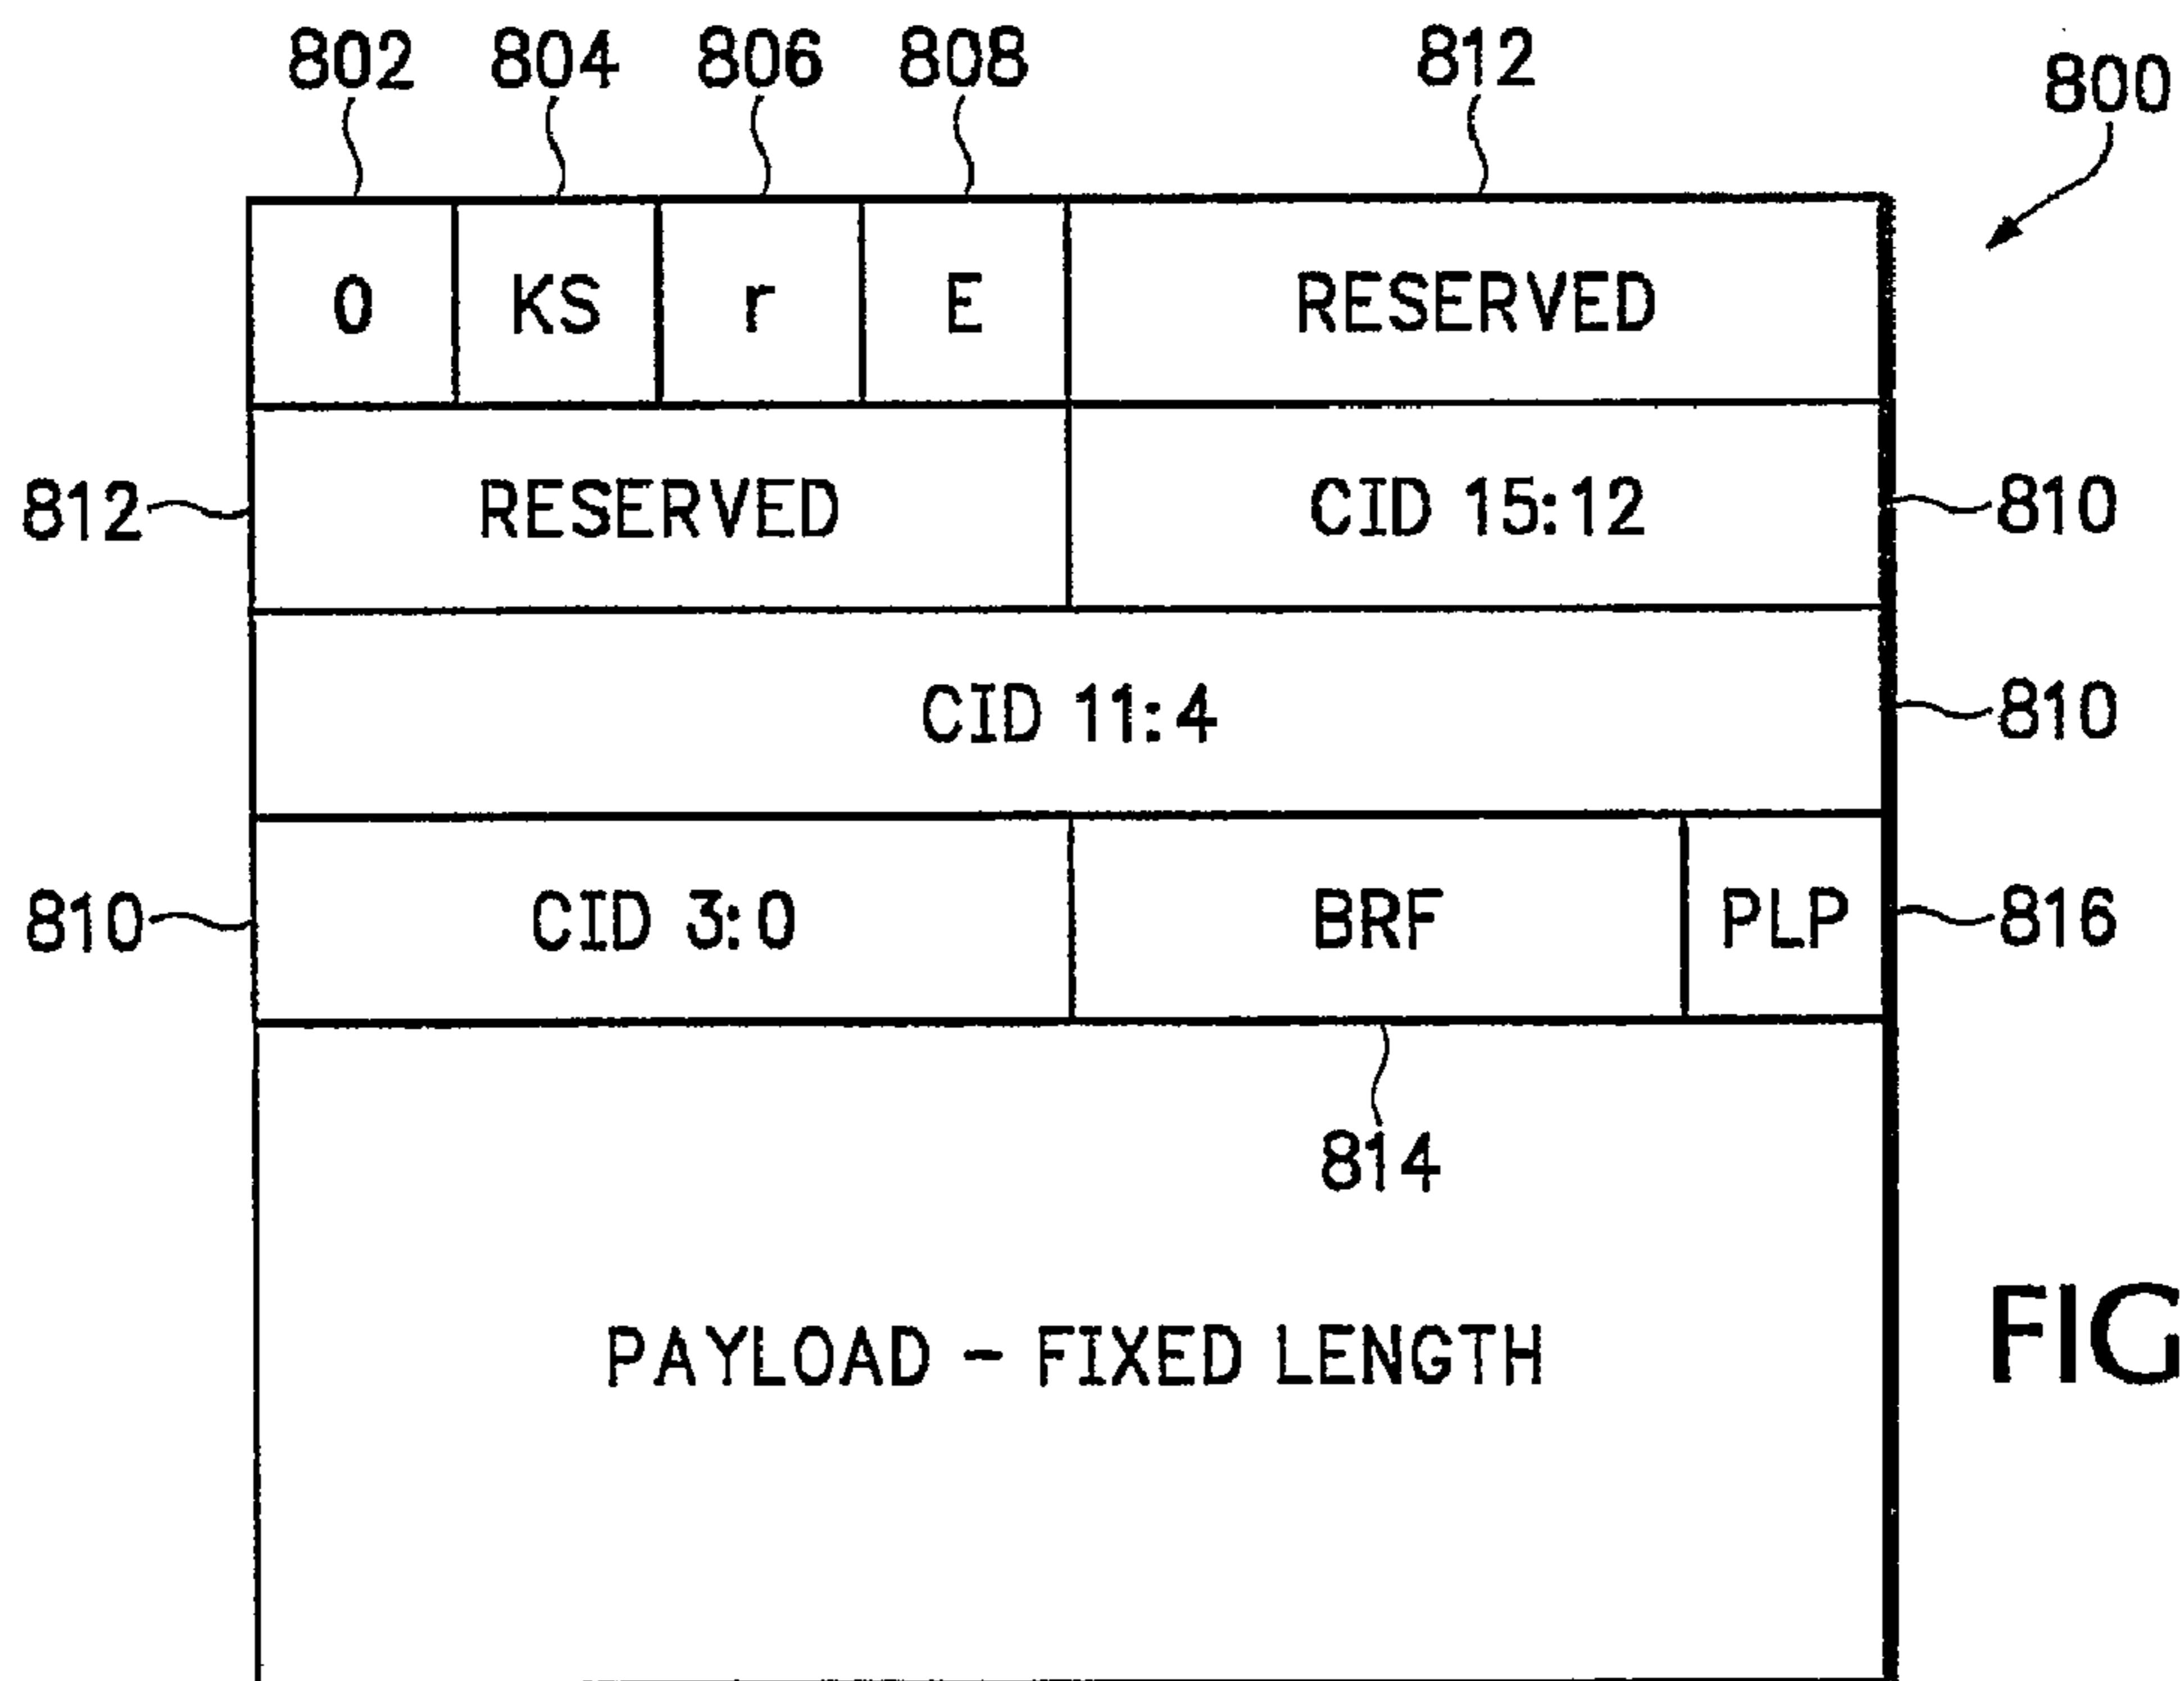 802 804 806 808 812 800
0 KS r E RESERVED
812 RESERVED CID 15:12 810
CID 11:4 810
810 CID 3:0 BRF PLP 816
814
PAYLOAD - FIXED LENGTH
FIG